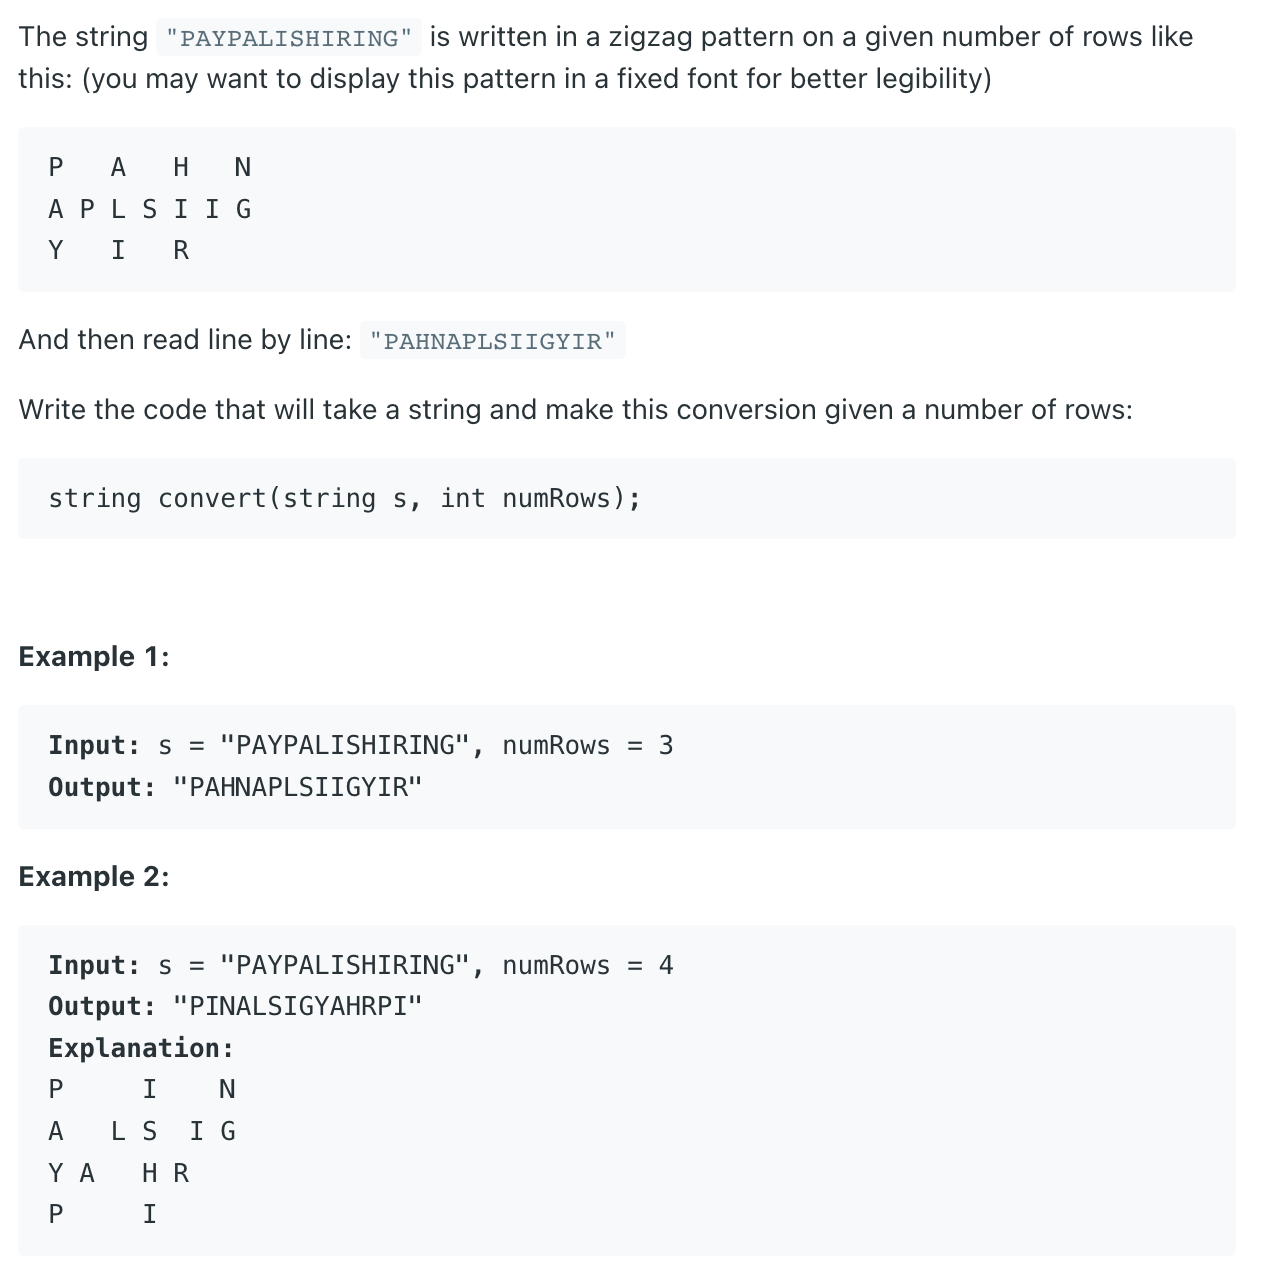 The string "PAYPALISHIRING" is written in a zigzag pattern on a given number of rows like
this: (you may want to display this pattern in a fixed font for better legibility)
P   A   H   N
A P L S I I G
Y   I   R
And then read line by line: "PAHNAPLSIIGYIR"
Write the code that will take a string and make this conversion given a number of rows:
string convert(string s, int numRows);
Example 1:
Input: s = "PAYPALISHIRING", numRows = 3
Output: "PAHNAPLSIIGYIR"
Example 2:
Input: s = "PAYPALISHIRING", numRows = 4
Output: "PINALSIGYAHRPI"
Explanation:
P     I    N
A   L S  I G
Y A   H R
P     I